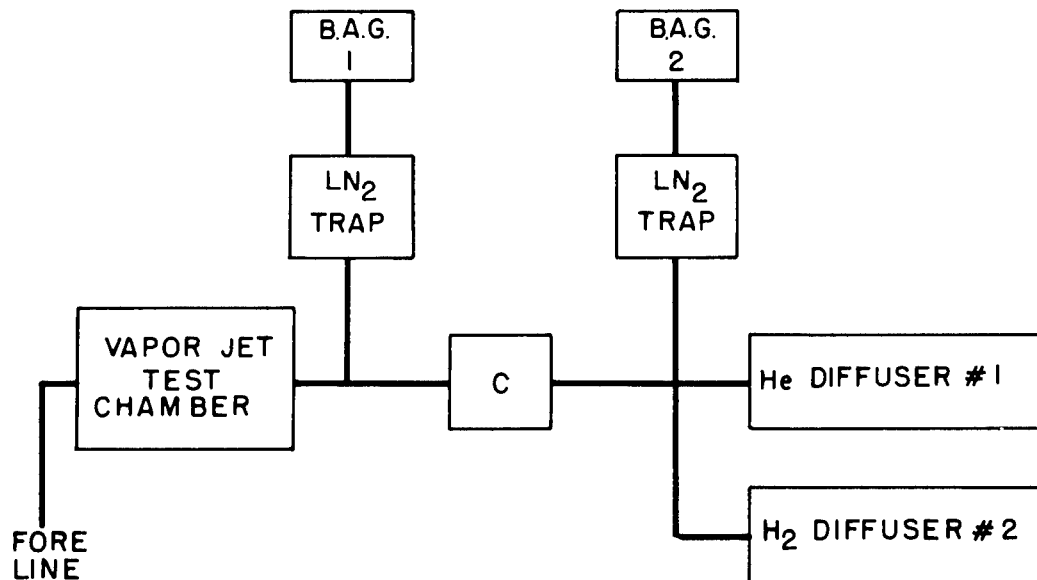 B.A.G.
1
B.A.G.
2
LN2
TRAP
LN2
TRAP
VAPOR JET
TEST
CHAMBER
C
He DIFFUSER #1
H2 DIFFUSER #2
FORE
LINE